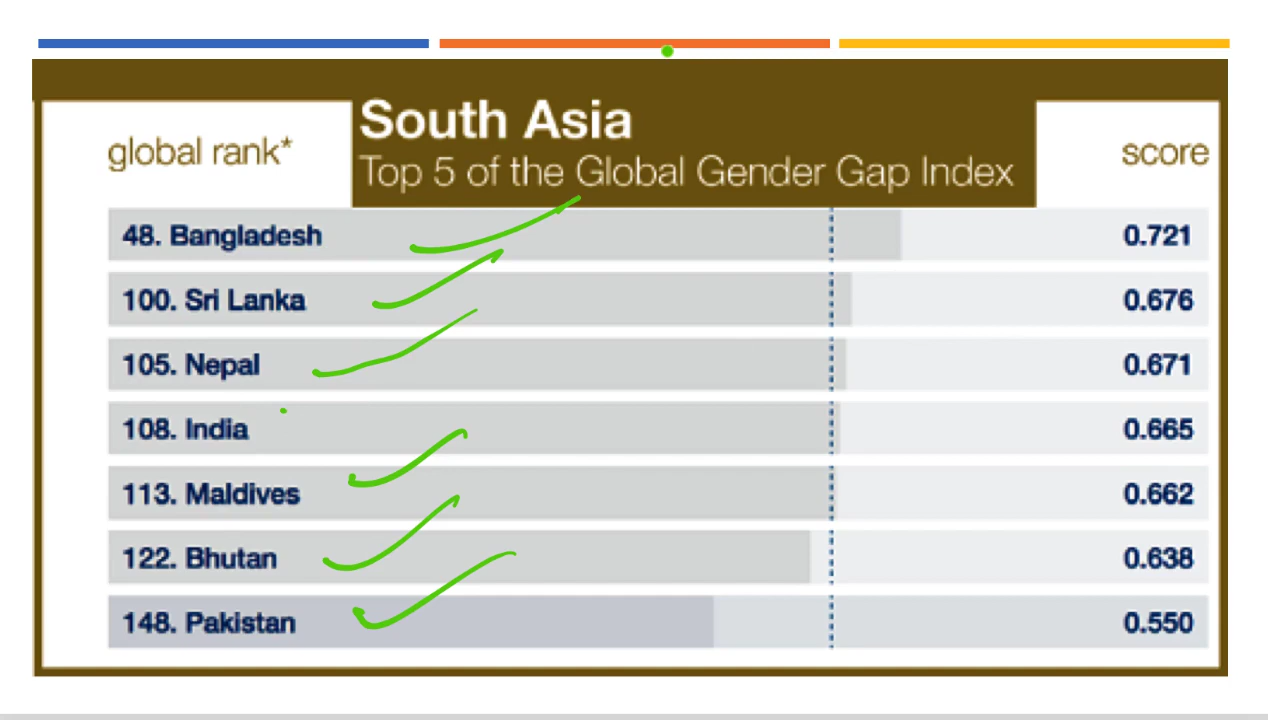 South Asia
global rank*
Top 5 of the Global Gender Gap Index
score
48. Bangladesh 0.721
100. Sri Lanka 0.676
105. Nepal 0.671
108. India 0.665
113. Maldives 0.662
122. Bhutan 0.638
148. Pakistan 0.550